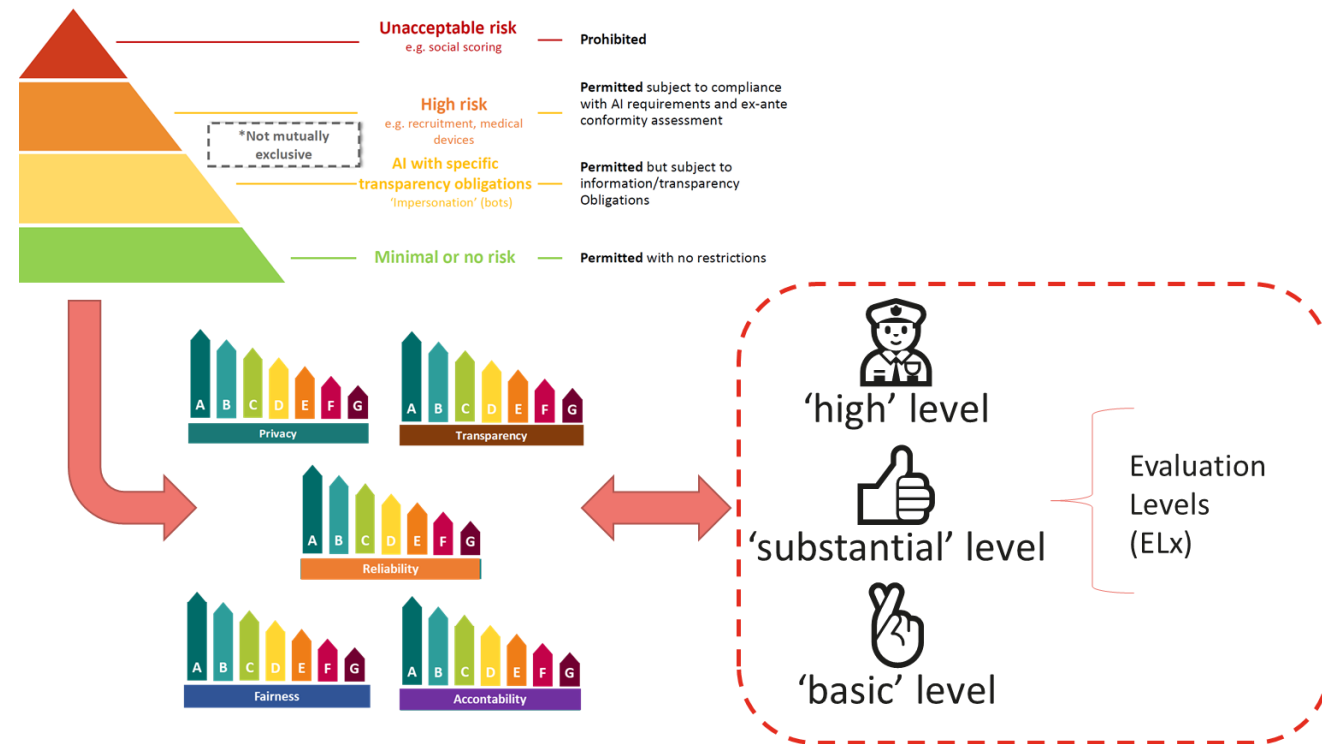 Unacceptable risk
e.g. social scoring
Prohibited
High risk
e.g. recruitment, medical
devices
Permitted subject to compliance
with AI requirements and ex-ante
conformity assessment
*Not mutually
exclusive
AI with specific
transparency obligations
'Impersonation' (bots)
Permitted but subject to
information/transparency
Obligations
Minimal or no risk
Permitted with no restrictions
A B C D E F G
Privacy
A B C D E F G
Transparency
A B C D E F G
Reliability
A B C D E F G
Fairness
A B C D E F G
Accontability
‘high’ level
‘substantial’ level
‘basic’ level
Evaluation
Levels
(ELx)